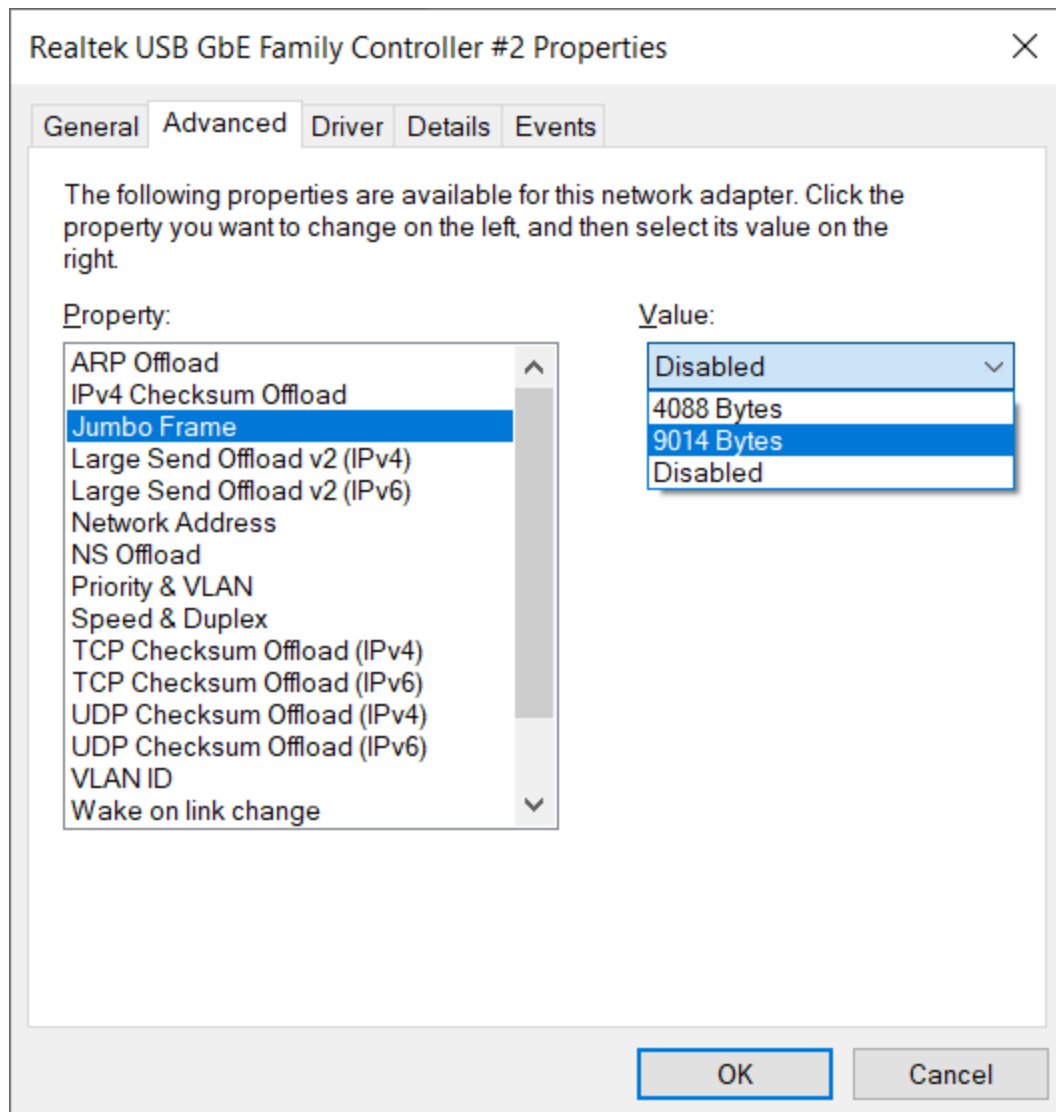 Realtek USB GbE Family Controller #2 Properties
General Advanced Driver Details Events
The following properties are available for this network adapter. Click the
property you want to change on the left, and then select its value on the
right.
Property:
ARP Offload
IPv4 Checksum Offload
Jumbo Frame
Large Send Offload v2 (IPv4)
Large Send Offload v2 (IPv6)
Network Address
NS Offload
Priority & VLAN
Speed & Duplex
TCP Checksum Offload (IPv4)
TCP Checksum Offload (IPv6)
UDP Checksum Offload (IPv4)
UDP Checksum Offload (IPv6)
VLAN ID
Wake on link change
Value:
Disabled
4088 Bytes
9014 Bytes
Disabled
OK Cancel